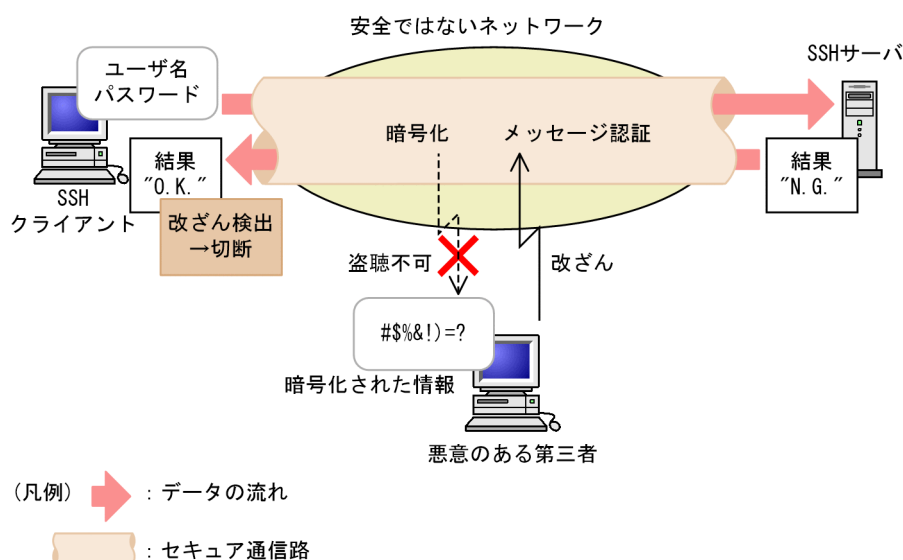 安全ではないネットワーク
SSHサーバ
ユーザ名
パスワード
暗号化
メッセージ認証
結果
"O.K."
結果
"N.G."
SSH
クライアント
改ざん検出
→切断
盗聴不可
改ざん
#$%&!)=?
暗号化された情報
悪意のある第三者
(凡例)
：データの流れ
：セキュア通信路